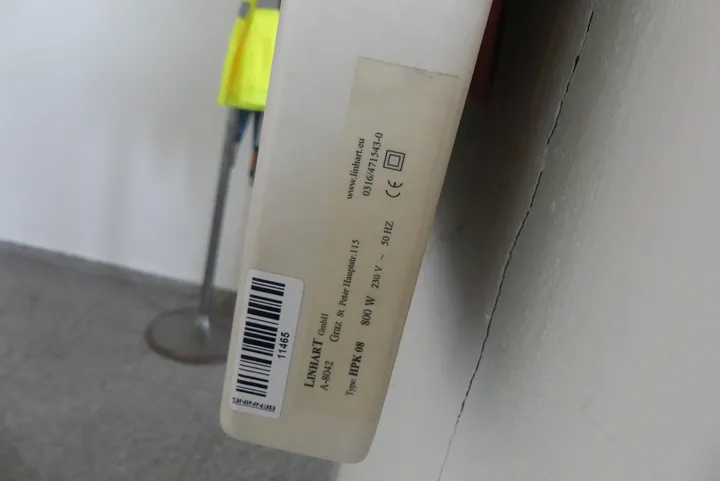 LINHART GmbH
A-8042 Graz St. Peter Hauptstr.115
Type: HPK 08 800 W 230 V ~ 50 HZ
www.linhart.eu
0316/471543-0
CE
BENNING
11465